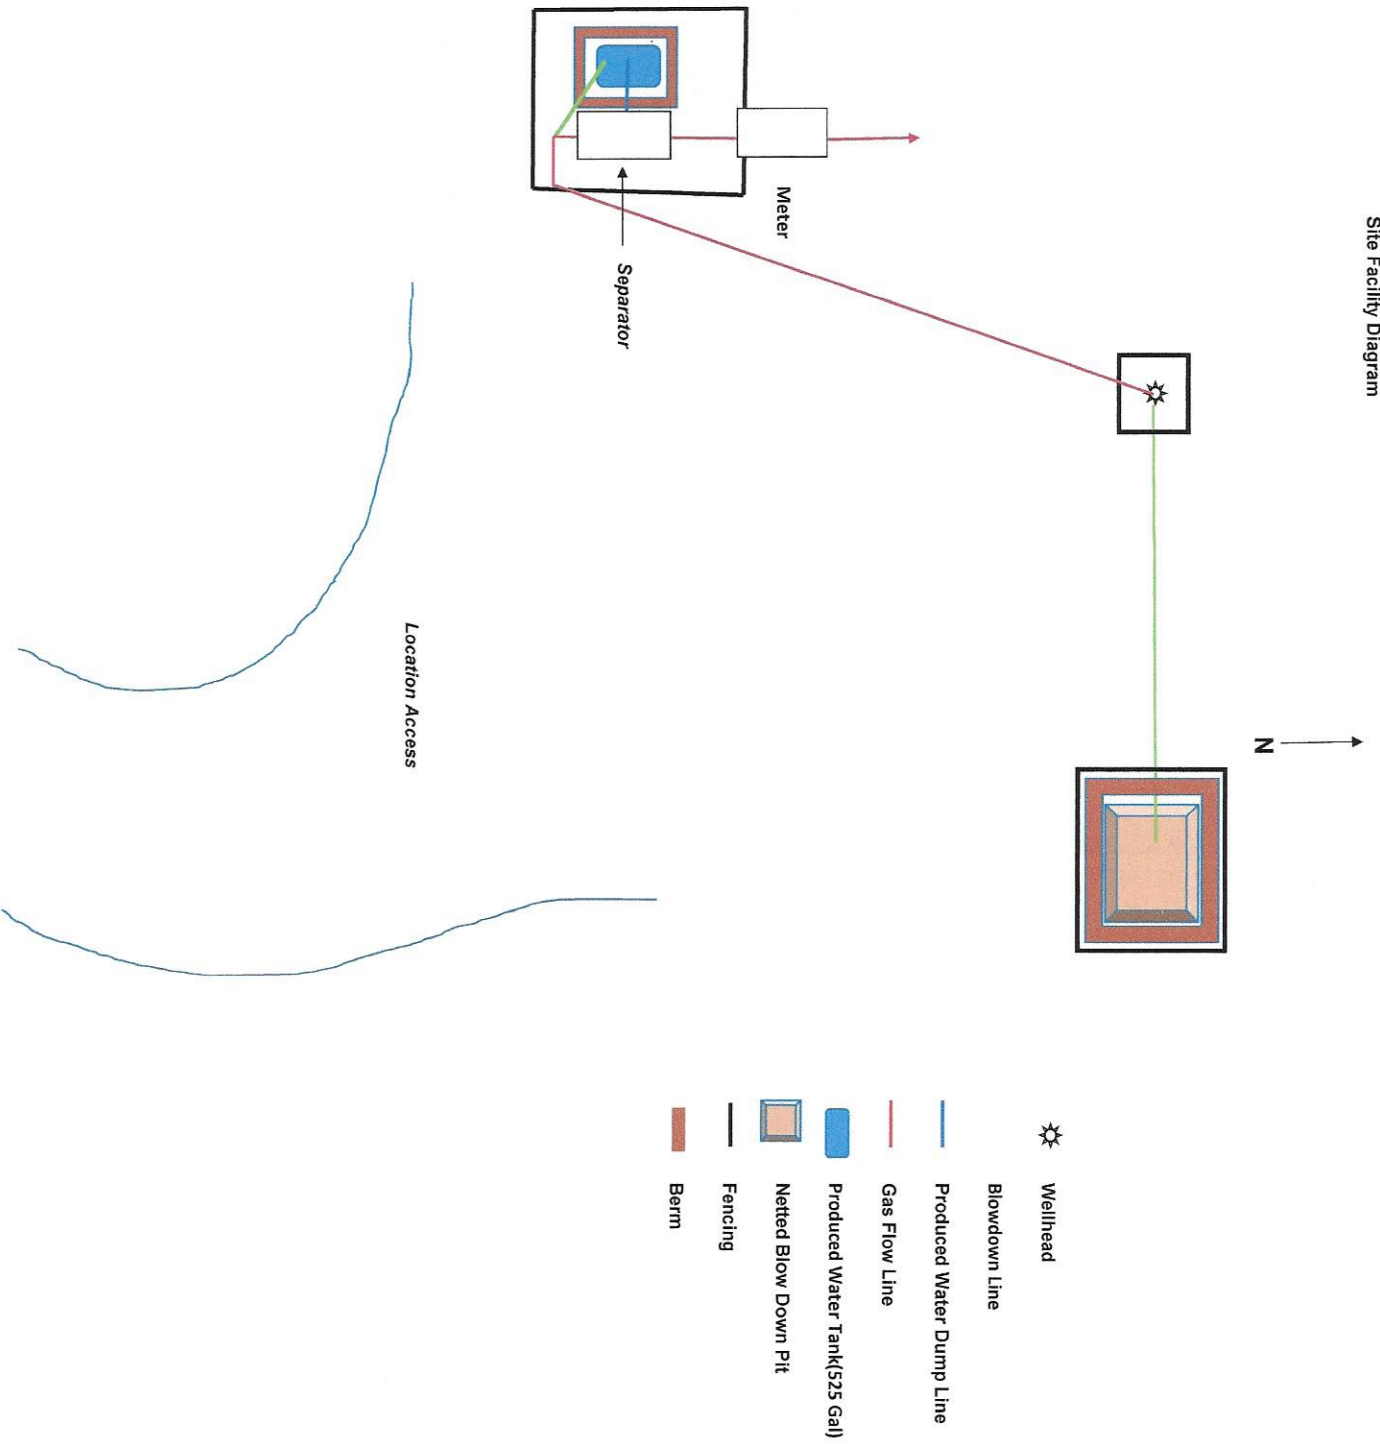 Site Facility Diagram
N
Meter
Separator
Location Access
Wellhead
Blowdown Line
Produced Water Dump Line
Gas Flow Line
Produced Water Tank(525 Gal)
Netted Blow Down Pit
Fencing
Berm